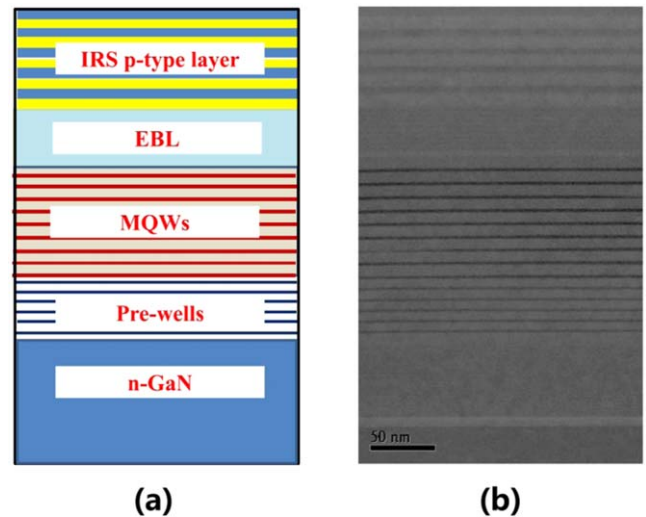 IRS p-type layer
EBL
MQWs
Pre-wells
n-GaN
50 nm
(a)
(b)